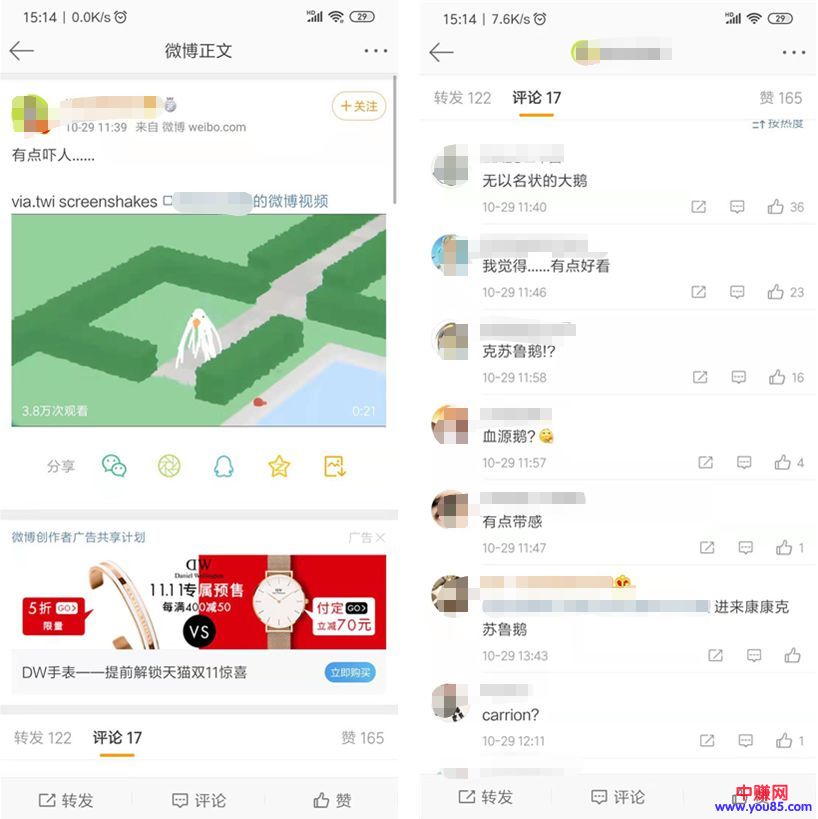 15:14 | 0.0K/s
HD
29
微博正文
+关注
10-29 11:39 来自 微博 weibo.com
有点吓人......
via.twi screenshakes
的微博视频
3.8万次观看
0:21
分享
微博创作者广告共享计划
广告
DW
Daniel Wellington
11.11专属预售
每满400减50
5折 GO>
限量
VS
付定 GO>
立减70元
DW手表——提前解锁天猫双11惊喜
立即购买
转发 122 评论 17 赞 165
转发 评论 赞
15:14 | 7.6K/s
HD
29
转发 122 评论 17 赞 165
按热度
无以名状的大鹅
10-29 11:40
36
我觉得......有点好看
10-29 11:46
23
克苏鲁鹅!?
10-29 11:58
16
血源鹅?
10-29 11:57
4
有点带感
10-29 11:47
1
进来康康克
苏鲁鹅
10-29 13:43
carrion?
10-29 12:11
1
转发 评论
中赚网
www.you85.com